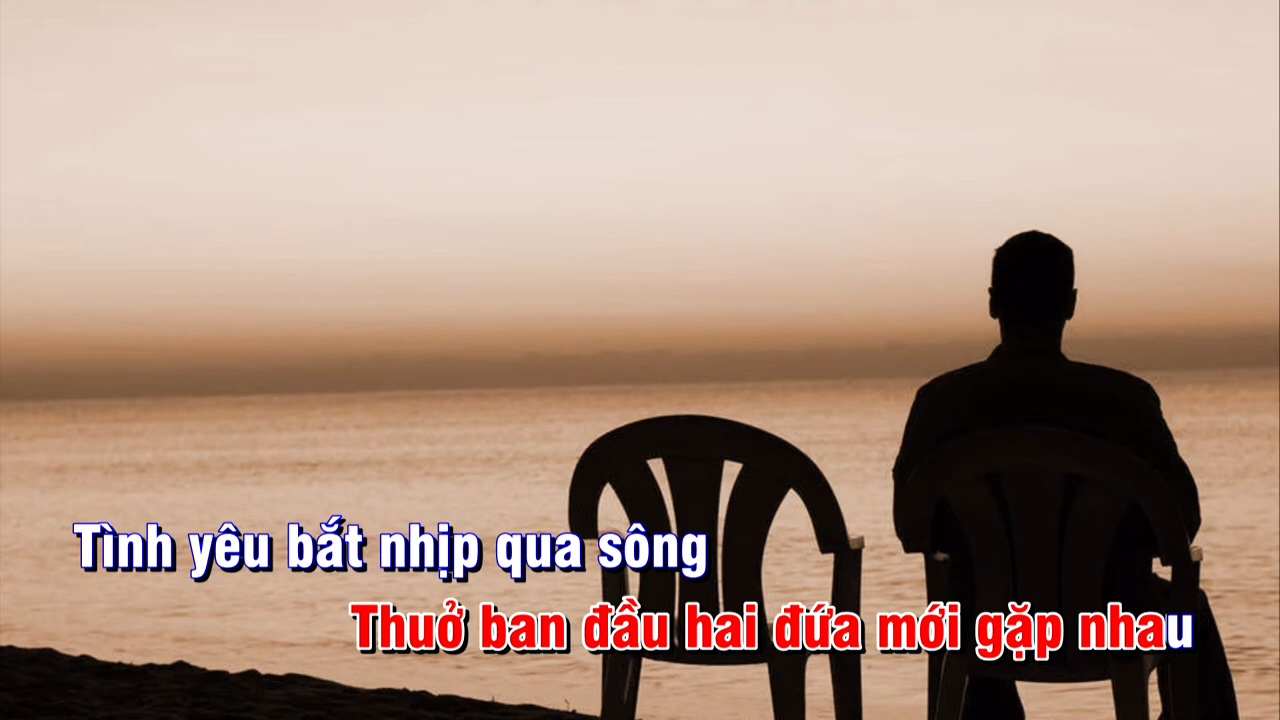 Tình yêu bắt nhịp qua sông
Thuở ban đầu hai đứa mới gặp nhau